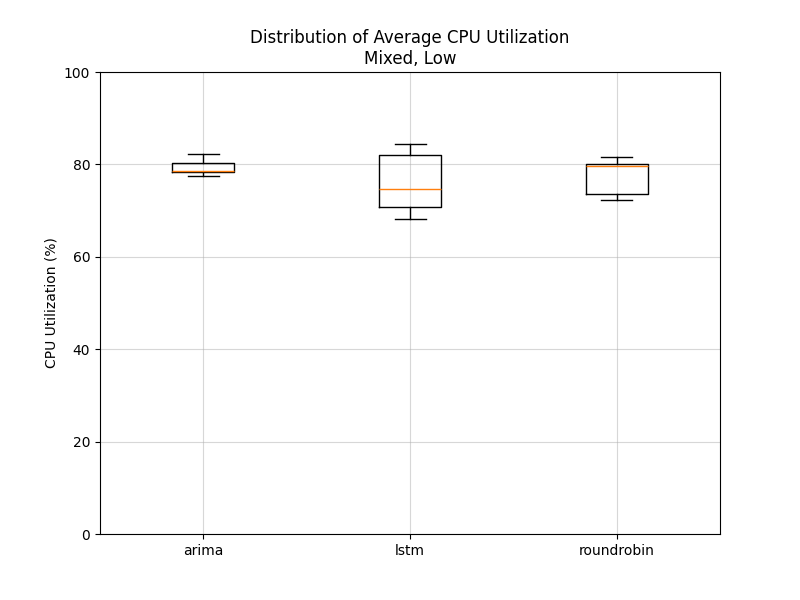 Distribution of Average CPU Utilization
Mixed, Low
CPU Utilization (%)
100
80
60
40
20
0
arima
lstm
roundrobin